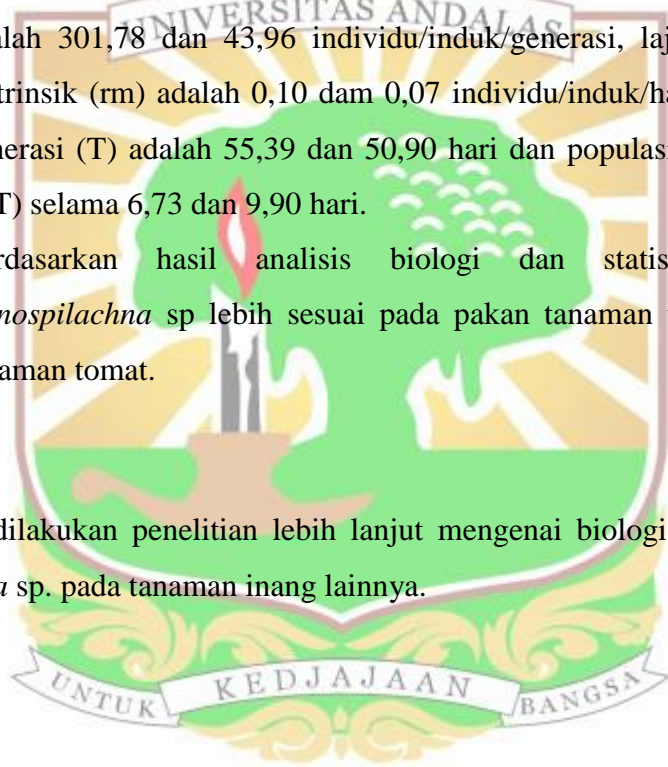 UNIVERSITAS ANDALAS
alah 301,78 dan 43,96 individu/induk/generasi, laj
trinsik (rm) adalah 0,10 dam 0,07 individu/induk/ha
nerasi (T) adalah 55,39 dan 50,90 hari dan populasi
T) selama 6,73 dan 9,90 hari.
rdasarkan hasil analisis biologi dan statis
nospilachna sp lebih sesuai pada pakan tanaman
aman tomat.
dilakukan penelitian lebih lanjut mengenai biologi
a sp. pada tanaman inang lainnya.
UNTUK KEDJAJAAN BANGSA